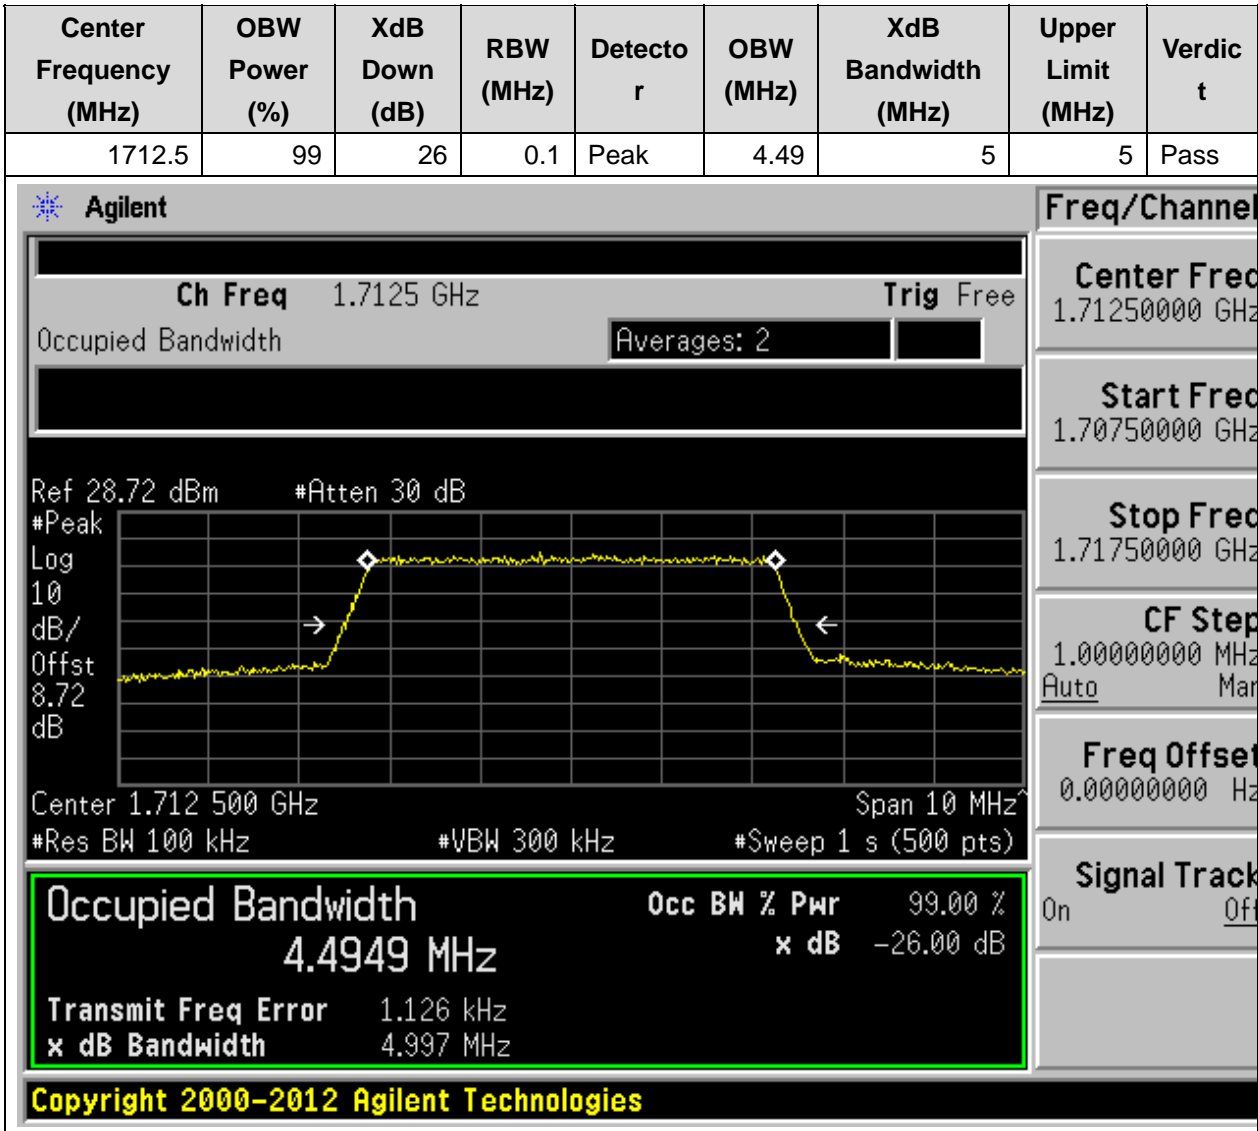 Center Frequency (MHz) OBW Power (%) XdB Down (dB) RBW (MHz) Detector OBW (MHz) XdB Bandwidth (MHz) Upper Limit (MHz) Verdict
1712.5 99 26 0.1 Peak 4.49 5 5 Pass
Agilent
Freq/Channel
Ch Freq 1.7125 GHz Trig Free
Occupied Bandwidth Averages: 2
Center Freq
1.71250000 GHz
Start Freq
1.70750000 GHz
Stop Freq
1.71750000 GHz
CF Step
1.00000000 MHz
Auto Man
Freq Offset
0.00000000 Hz
Signal Track
On Off
Ref 28.72 dBm #Atten 30 dB
#Peak
Log
10
dB/
Offst
8.72
dB
Center 1.712 500 GHz Span 10 MHz^
#Res BW 100 kHz #VBW 300 kHz #Sweep 1 s (500 pts)
Occupied Bandwidth Occ BW % Pwr 99.00 %
4.4949 MHz x dB -26.00 dB
Transmit Freq Error 1.126 kHz
x dB Bandwidth 4.997 MHz
Copyright 2000-2012 Agilent Technologies